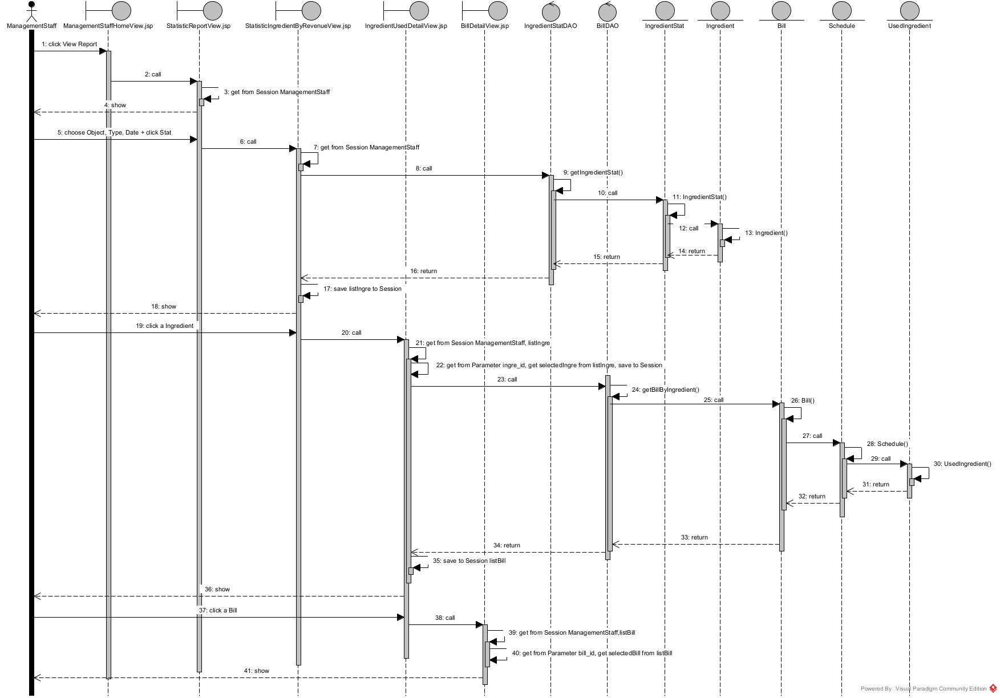 ManagementStaff
ManagementStaffHomeView.jsp
StatisticReportView.jsp
StatisticIngredientByRevenueView.jsp
IngredientUsedDetailView.jsp
BillDetailView.jsp
IngredientStatDAO
BillDAO
IngredientStat
Ingredient
Bill
Schedule
UsedIngredient
1: click View Report
2: call
3: get from Session ManagementStaff
4: show
5: choose Object, Type, Date + click Stat
6: call
7: get from Session ManagementStaff
8: call
9: getIngredientStat()
10: call
11: IngredientStat()
12: call
13: Ingredient()
14: return
15: return
16: return
17: save listIngre to Session
18: show
19: click a Ingredient
20: call
21: get from Session ManagementStaff, listIngre
22: get from Parameter ingre_id, get selectedIngre from listIngre, save to Session
23: call
24: getBillByIngredient()
25: call
26: Bill()
27: call
28: Schedule()
29: call
30: UsedIngredient()
31: return
32: return
33: return
34: return
35: save to Session listBill
36: show
37: click a Bill
38: call
39: get from Session ManagementStaff,listBill
40: get from Parameter bill_id, get selectedBill from listBill
41: show
Powered By Visual Paradigm Community Edition